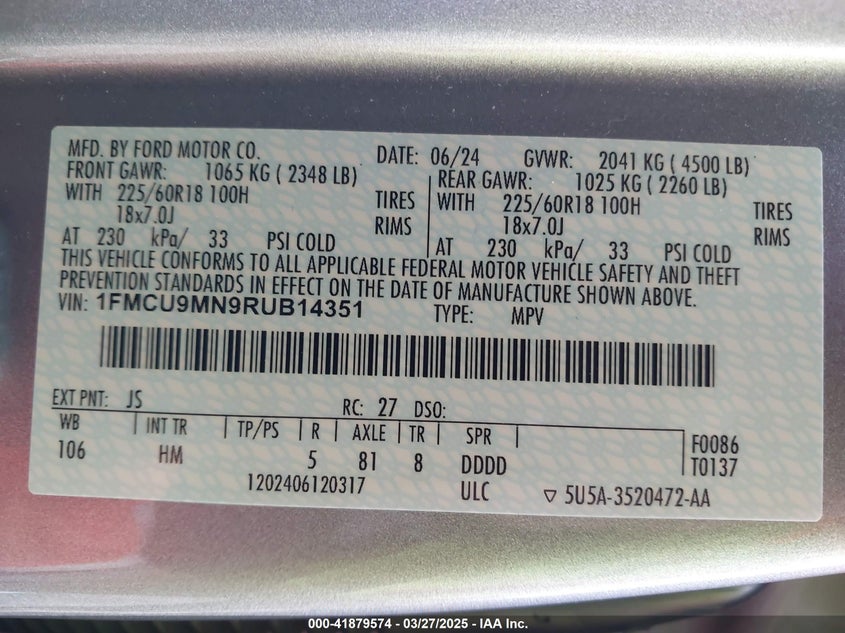 MFD. BY FORD MOTOR CO. DATE: 06/24 GVWR: 2041 KG ( 4500 LB)
FRONT GAWR: 1065 KG ( 2348 LB) REAR GAWR: 1025 KG ( 2260 LB)
WITH 225/60R18 100H TIRES WITH 225/60R18 100H TIRES
18x7.0J RIMS 18x7.0J RIMS
AT 230 kPa/ 33 PSI COLD AT 230 kPa/ 33 PSI COLD
THIS VEHICLE CONFORMS TO ALL APPLICABLE FEDERAL MOTOR VEHICLE SAFETY AND THEFT
PREVENTION STANDARDS IN EFFECT ON THE DATE OF MANUFACTURE SHOWN ABOVE.
VIN: 1FMCU9MN9RUB14351 TYPE: MPV
EXT PNT: JS RC: 27 DSO:
WB INT TR TP/PS R AXLE TR SPR F0086
106 HM 5 81 8 DDDD T0137
1202406120317 ULC ▽ 5U5A-3520472-AA
000-41879574 - 03/27/2025 - IAA Inc.